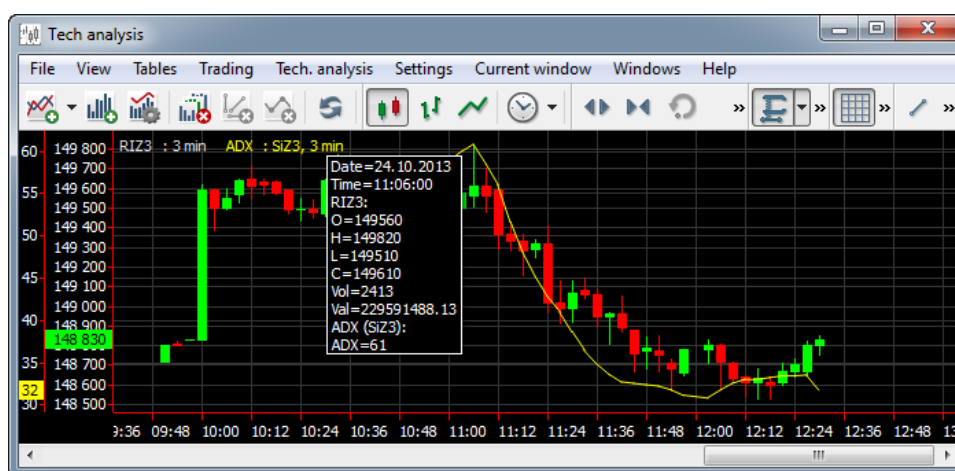 Tech analysis
File View Tables Trading Tech. analysis Settings Current window Windows Help
» » »
RIZ3 : 3 min ADX : SiZ3, 3 min
Date=24.10.2013
Time=11:06:00
RIZ3:
O=149560
H=149820
L=149510
C=149610
Vol=2413
Val=229591488.13
ADX (SiZ3):
ADX=61
60
55
50
45
40
35
32
30
149 800
149 700
149 600
149 500
149 400
149 300
149 200
149 100
149 000
148 900
148 830
148 700
148 600
148 500
9:36 09:48 10:00 10:12 10:24 10:36 10:48 11:00 11:12 11:24 11:36 11:48 12:00 12:12 12:24 12:36 12:48 13